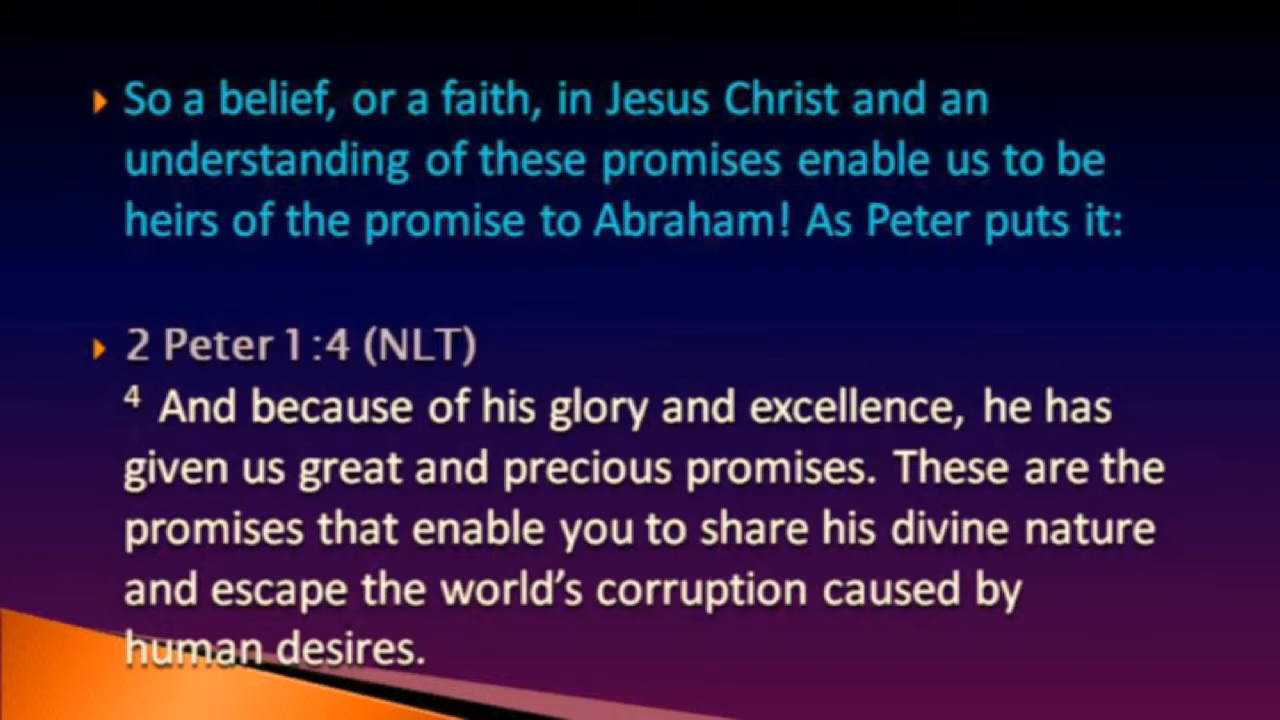 So a belief, or a faith, in Jesus Christ and an
understanding of these promises enable us to be
heirs of the promise to Abraham! As Peter puts it:
2 Peter 1:4 (NLT)
4 And because of his glory and excellence, he has
given us great and precious promises. These are the
promises that enable you to share his divine nature
and escape the world’s corruption caused by
human desires.